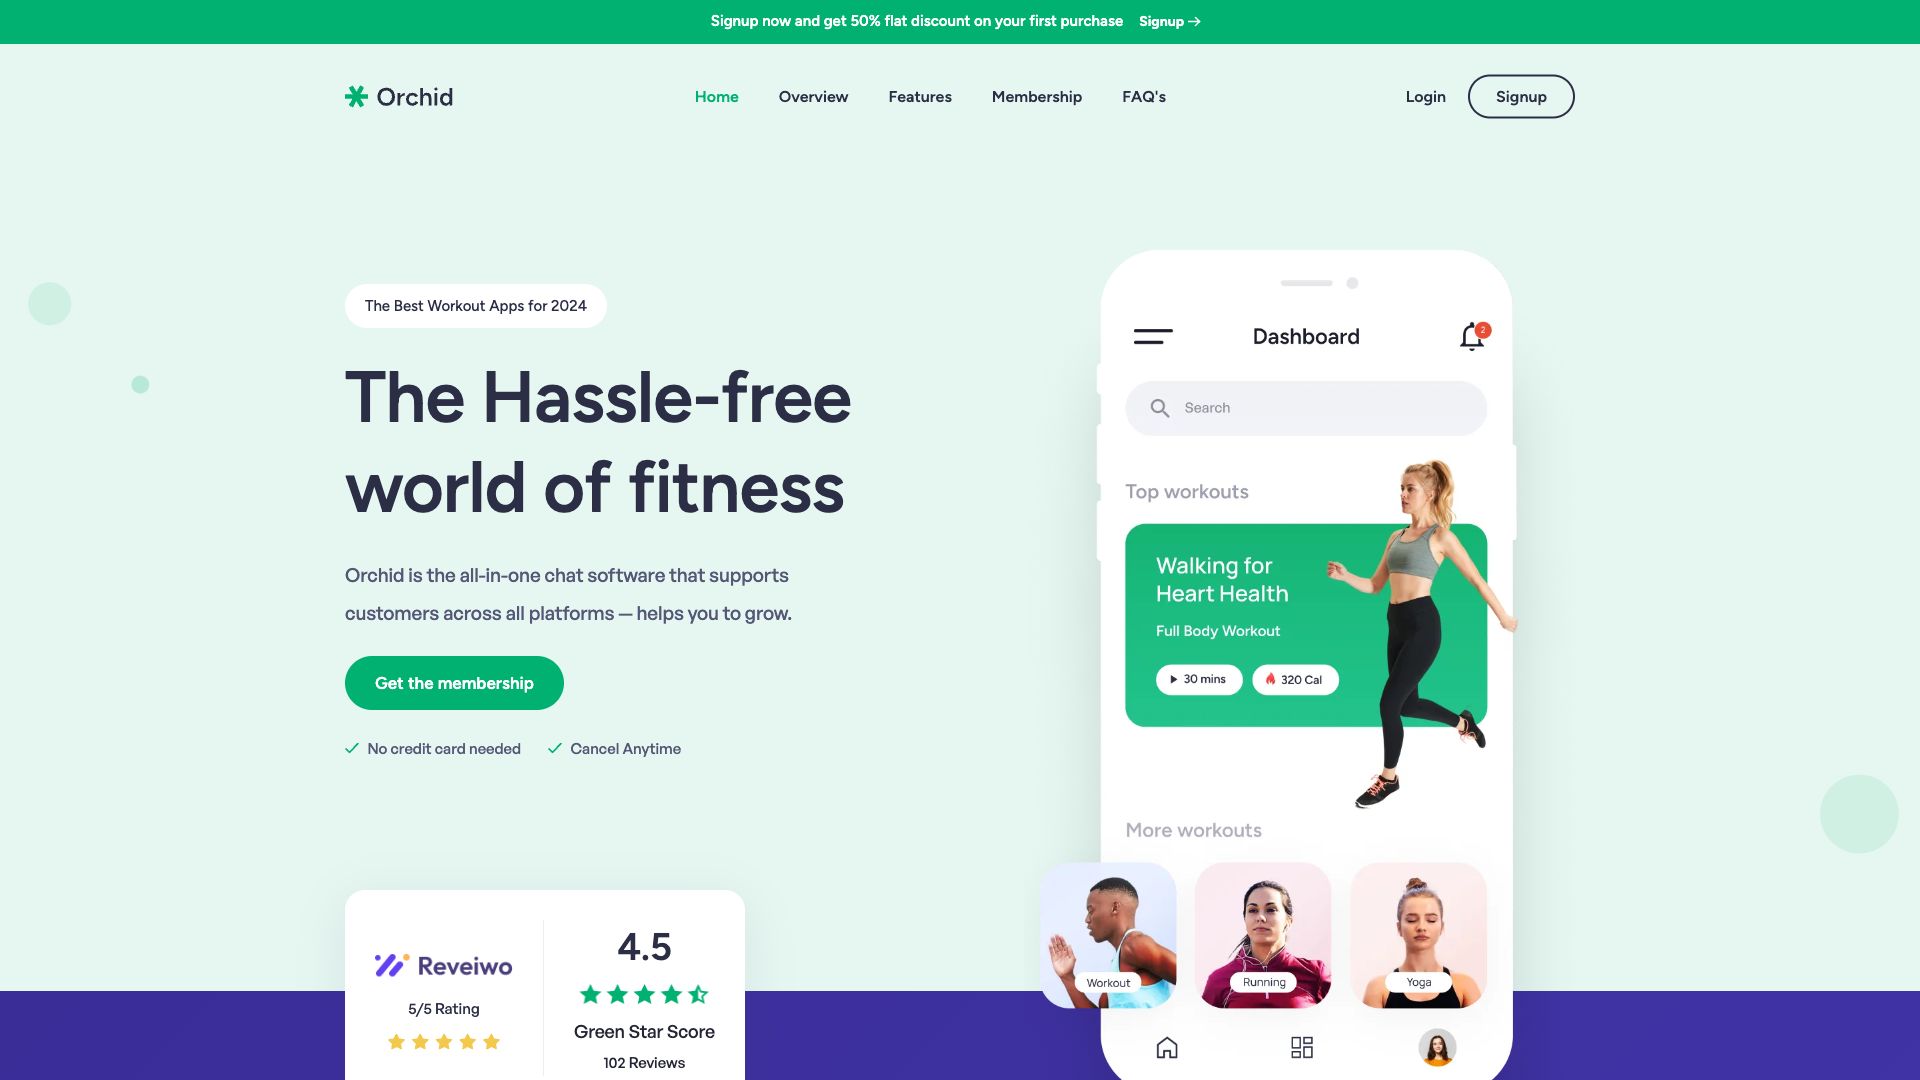 Signup now and get 50% flat discount on your first purchase Signup →
Orchid
Home Overview Features Membership FAQ's
Login Signup
The Best Workout Apps for 2024
The Hassle-free
world of fitness
Orchid is the all-in-one chat software that supports
customers across all platforms — helps you to grow.
Get the membership
No credit card needed Cancel Anytime
Reveiwo
5/5 Rating
4.5
Green Star Score
102 Reviews
Dashboard
2
Search
Top workouts
Walking for
Heart Health
Full Body Workout
30 mins 320 Cal
More workouts
Workout Running Yoga